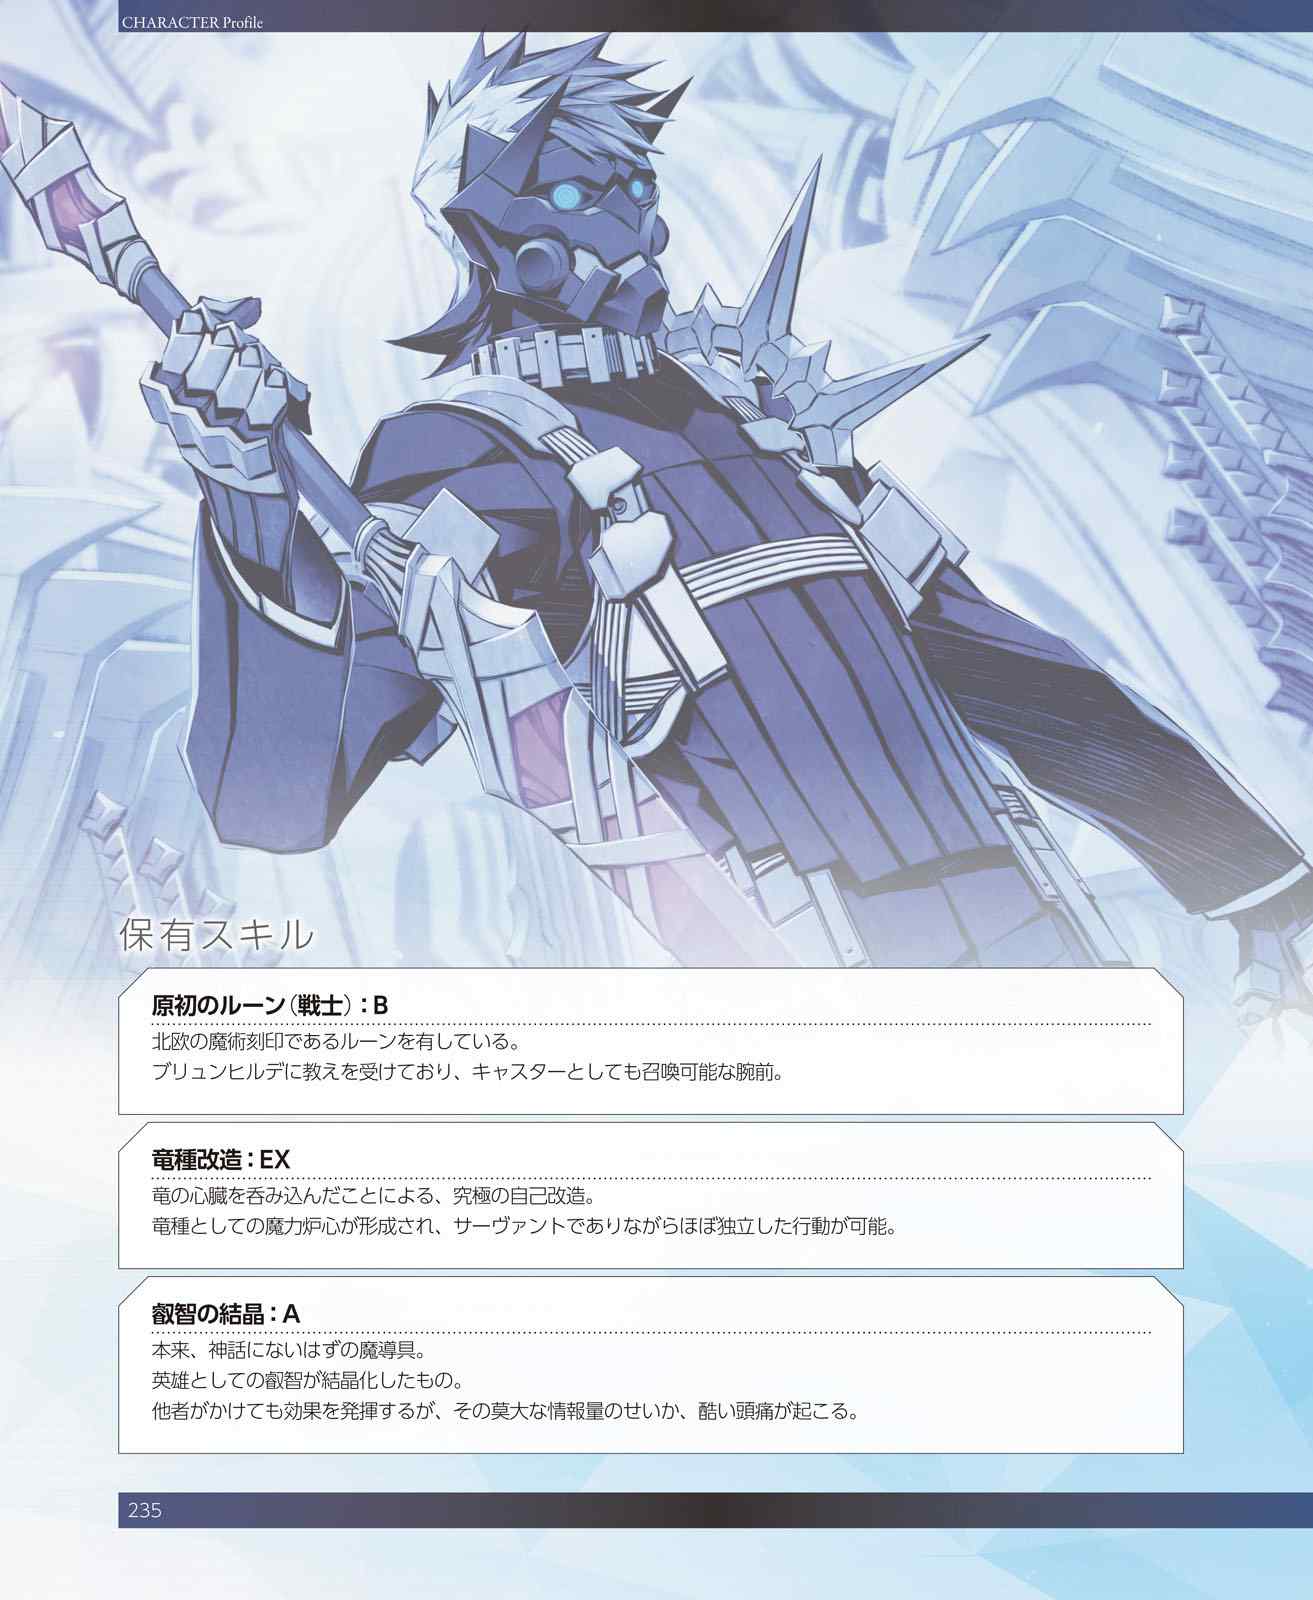 CHARACTER Profile
保有スキル
原初のルーン（戦士）：B
北欧の魔術刻印であるルーンを有している。
ブリュンヒルデに教えを受けており、キャスターとしても召喚可能な腕前。
竜種改造：EX
竜の心臓を呑み込んだことによる、究極の自己改造。
竜種としての魔力炉心が形成され、サーヴァントでありながらほぼ独立した行動が可能。
叡智の結晶：A
本来、神話にないはずの魔導具。
英雄としての叡智が結晶化したもの。
他者がかけても効果を発揮するが、その莫大な情報量のせいか、酷い頭痛が起こる。
235